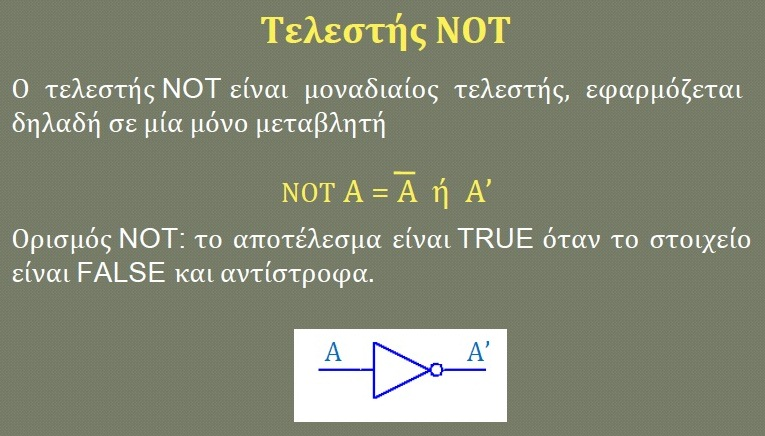 Τελεστής NOT
Ο τελεστής NOT είναι μοναδιαίος τελεστής, εφαρμόζεται
δηλαδή σε μία μόνο μεταβλητή
NOT A = A̅ ή A’
Ορισμός NOT: το αποτέλεσμα είναι TRUE όταν το στοιχείο
είναι FALSE και αντίστροφα.
A A’